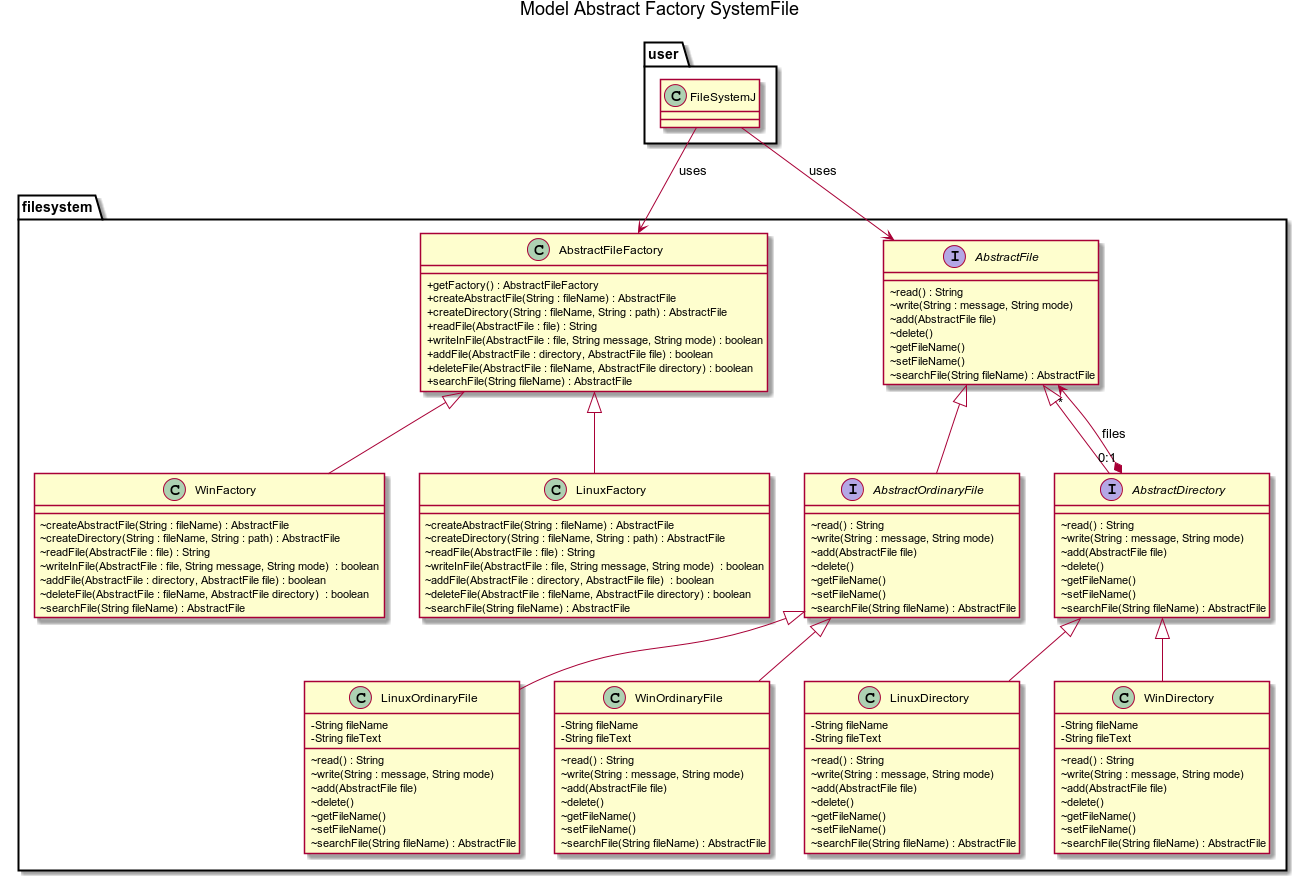 Model Abstract Factory SystemFile
user
C FileSystemJ
uses
uses
filesystem
C AbstractFileFactory
+getFactory() : AbstractFileFactory
+createAbstractFile(String : fileName) : AbstractFile
+createDirectory(String : fileName, String : path) : AbstractFile
+readFile(AbstractFile : file) : String
+writeInFile(AbstractFile : file, String message, String mode) : boolean
+addFile(AbstractFile : directory, AbstractFile file) : boolean
+deleteFile(AbstractFile : fileName, AbstractFile directory) : boolean
+searchFile(String fileName) : AbstractFile
I AbstractFile
~read() : String
~write(String : message, String mode)
~add(AbstractFile file)
~delete()
~getFileName()
~setFileName()
~searchFile(String fileName) : AbstractFile
*
files
0:1
C WinFactory
~createAbstractFile(String : fileName) : AbstractFile
~createDirectory(String : fileName, String : path) : AbstractFile
~readFile(AbstractFile : file) : String
~writeInFile(AbstractFile : file, String message, String mode) : boolean
~addFile(AbstractFile : directory, AbstractFile file) : boolean
~deleteFile(AbstractFile : fileName, AbstractFile directory) : boolean
~searchFile(String fileName) : AbstractFile
C LinuxFactory
~createAbstractFile(String : fileName) : AbstractFile
~createDirectory(String : fileName, String : path) : AbstractFile
~readFile(AbstractFile : file) : String
~writeInFile(AbstractFile : file, String message, String mode) : boolean
~addFile(AbstractFile : directory, AbstractFile file) : boolean
~deleteFile(AbstractFile : fileName, AbstractFile directory) : boolean
~searchFile(String fileName) : AbstractFile
I AbstractOrdinaryFile
~read() : String
~write(String : message, String mode)
~add(AbstractFile file)
~delete()
~getFileName()
~setFileName()
~searchFile(String fileName) : AbstractFile
I AbstractDirectory
~read() : String
~write(String : message, String mode)
~add(AbstractFile file)
~delete()
~getFileName()
~setFileName()
~searchFile(String fileName) : AbstractFile
C LinuxOrdinaryFile
-String fileName
-String fileText
~read() : String
~write(String : message, String mode)
~add(AbstractFile file)
~delete()
~getFileName()
~setFileName()
~searchFile(String fileName) : AbstractFile
C WinOrdinaryFile
-String fileName
-String fileText
~read() : String
~write(String : message, String mode)
~add(AbstractFile file)
~delete()
~getFileName()
~setFileName()
~searchFile(String fileName) : AbstractFile
C LinuxDirectory
-String fileName
-String fileText
~read() : String
~write(String : message, String mode)
~add(AbstractFile file)
~delete()
~getFileName()
~setFileName()
~searchFile(String fileName) : AbstractFile
C WinDirectory
-String fileName
-String fileText
~read() : String
~write(String : message, String mode)
~add(AbstractFile file)
~delete()
~getFileName()
~setFileName()
~searchFile(String fileName) : AbstractFile